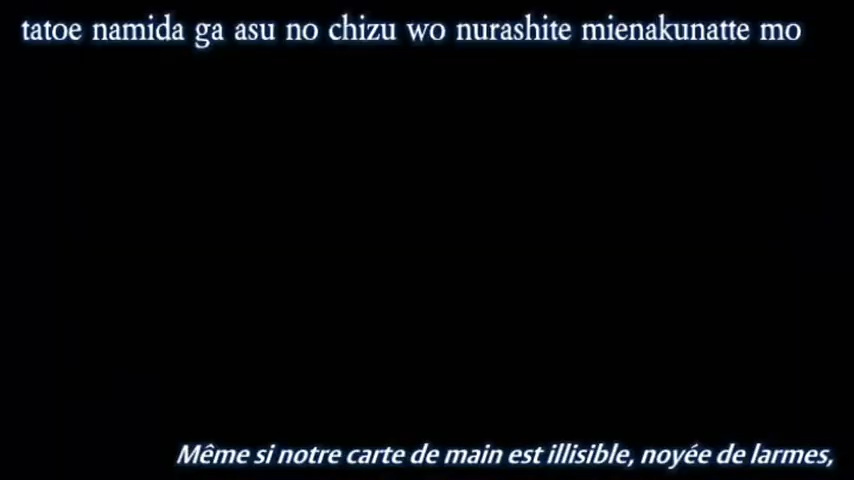 tatoe namida ga asu no chizu wo nurashite mienakunatte mo
Même si notre carte de main est illisible, noyée de larmes,